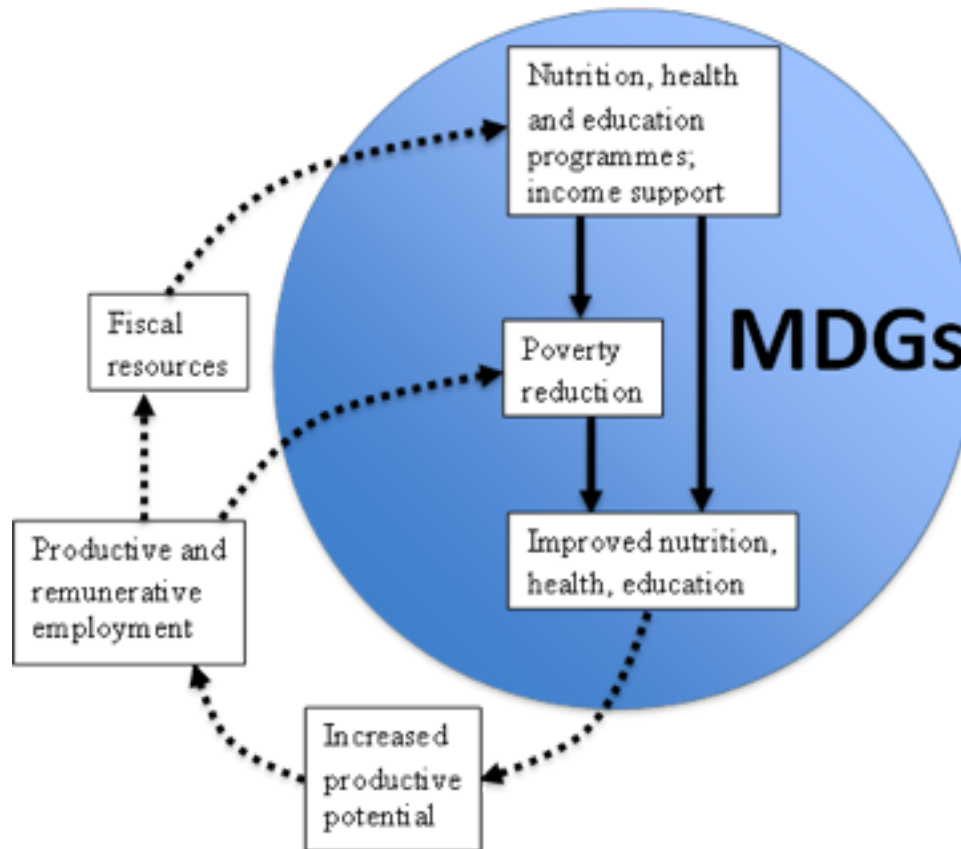 Nutrition, health
and education
programmes;
income support
MDGs
Fiscal
resources
Poverty
reduction
Productive and
remunerative
employment
Improved nutrition,
health, education
Increased
productive
potential